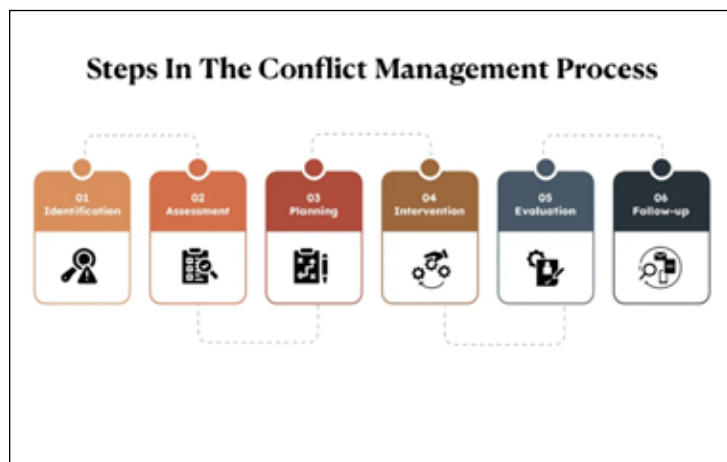 Steps In The Conflict Management Process
01
Identification
02
Assessment
03
Planning
04
Intervention
05
Evaluation
06
Follow-up